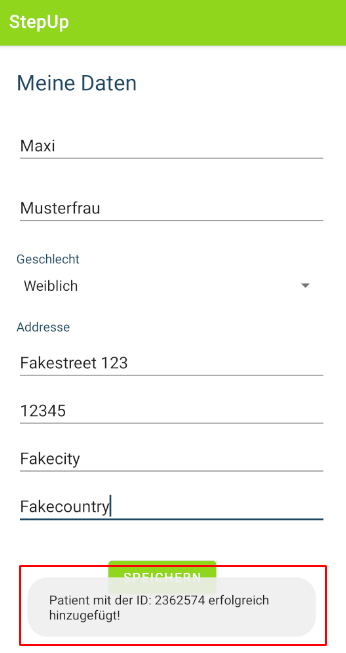 StepUp
Meine Daten
Maxi
Musterfrau
Geschlecht
Weiblich
Addresse
Fakestreet 123
12345
Fakecity
Fakecountry
SPEICHERN
Patient mit der ID: 2362574 erfolgreich
hinzugefügt!